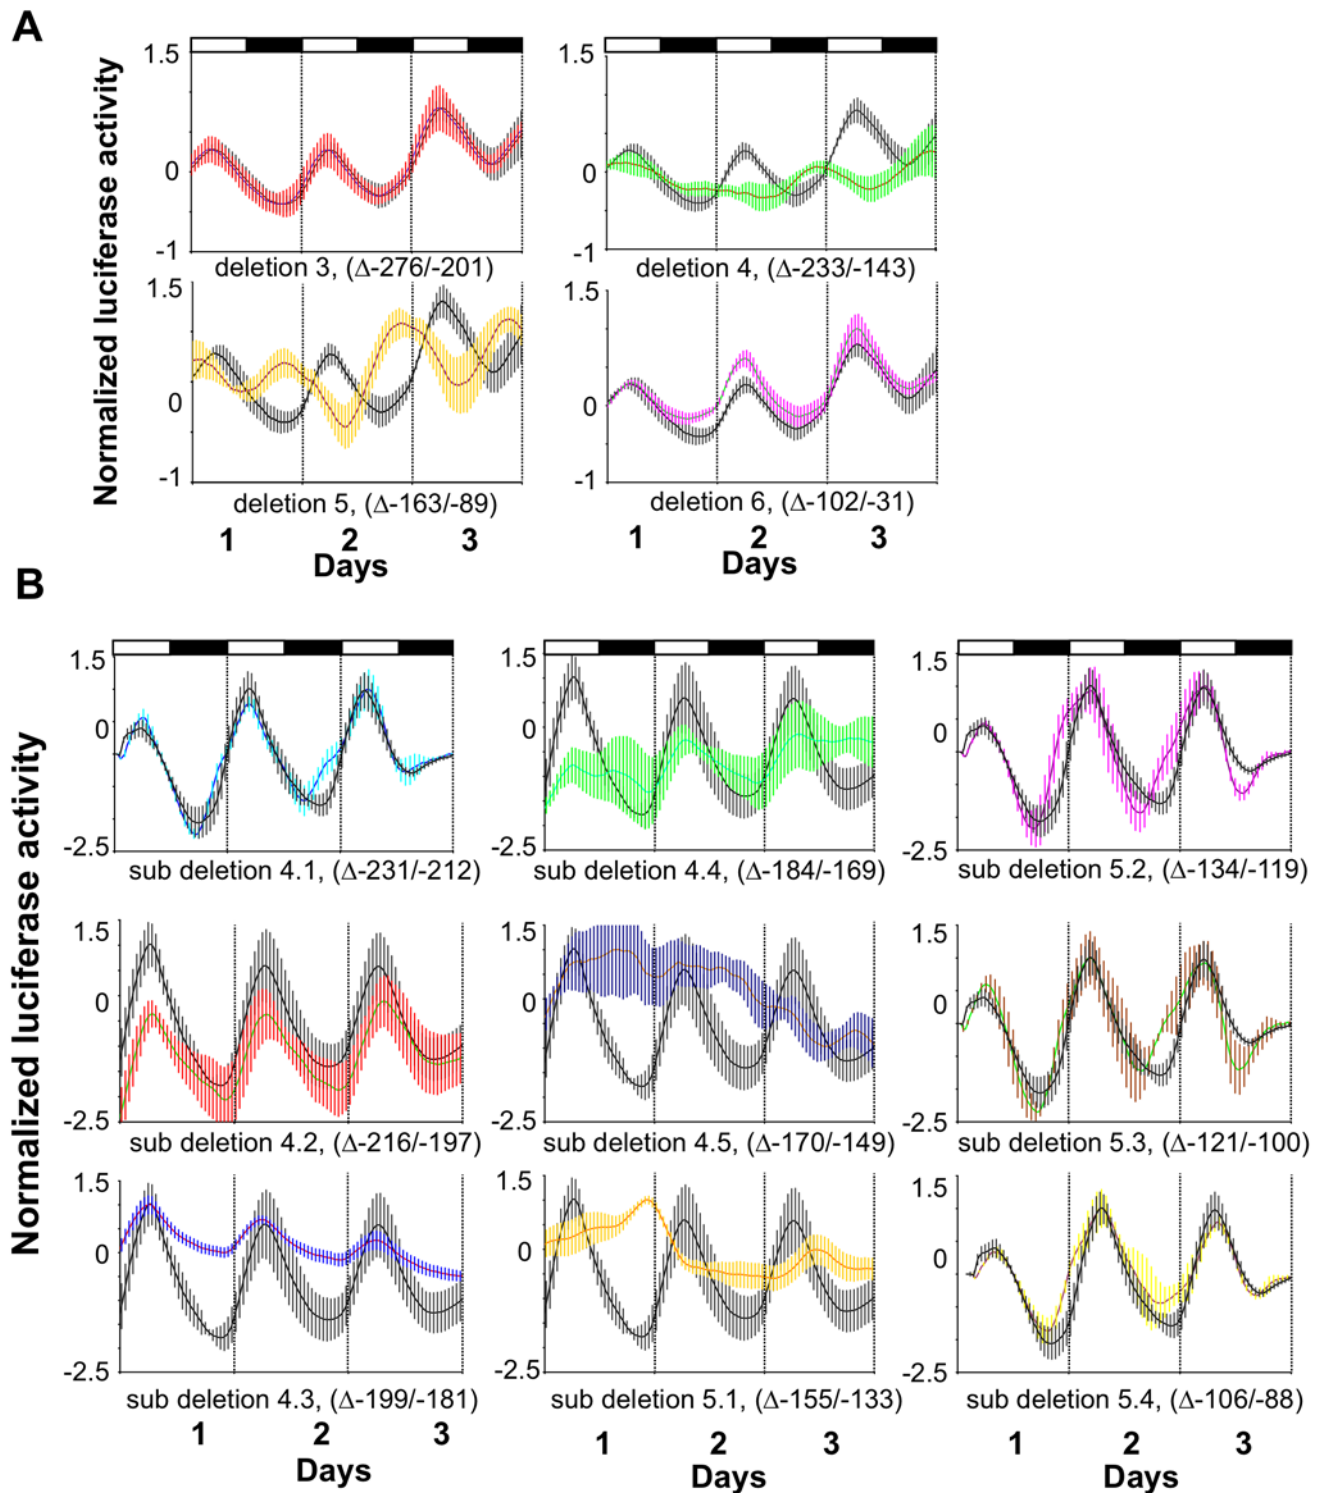 A
Normalized luciferase activity
1.5
0
-1
deletion 3, (Δ-276/-201)
1.5
0
-1
deletion 4, (Δ-233/-143)
1.5
0
-1
deletion 5, (Δ-163/-89)
1.5
0
-1
deletion 6, (Δ-102/-31)
1 2 3
Days
1 2 3
Days
B
Normalized luciferase activity
1.5
0
-2.5
sub deletion 4.1, (Δ-231/-212)
1.5
0
-2.5
sub deletion 4.4, (Δ-184/-169)
1.5
0
-2.5
sub deletion 5.2, (Δ-134/-119)
1.5
0
-2.5
sub deletion 4.2, (Δ-216/-197)
1.5
0
-2.5
sub deletion 4.5, (Δ-170/-149)
1.5
0
-2.5
sub deletion 5.3, (Δ-121/-100)
1.5
0
-2.5
sub deletion 4.3, (Δ-199/-181)
1.5
0
-2.5
sub deletion 5.1, (Δ-155/-133)
1.5
0
-2.5
sub deletion 5.4, (Δ-106/-88)
1 2 3
Days
1 2 3
Days
1 2 3
Days